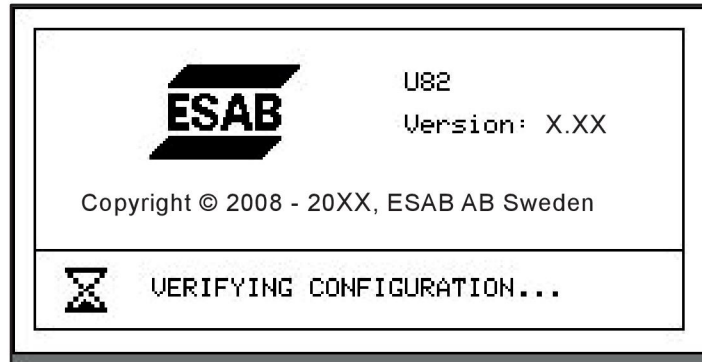 ESAB
U82
Version: X.XX
Copyright © 2008 - 20XX, ESAB AB Sweden
VERIFYING CONFIGURATION...